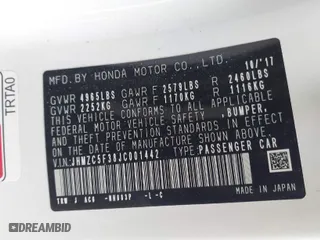 MFD.BY HONDA MOTOR CO.,LTD. 10/'17
GVWR 4965LBS GAWR F 2579LBS R 2460LBS
GVWR 2252KG GAWR F 1170KG R 1116KG
THIS VEHICLE CONFORMS TO ALL APPLICABLE
FEDERAL MOTOR VEHICLE SAFETY, BUMPER,
AND THEFT PREVENTION STANDARDS IN EFFECT
ON THE DATE OF MANUFACTURE SHOWN ABOVE.
V.I.N:JHMZC5F38JC001442 TYPE:PASSENGER CAR
MADE IN JAPAN
TRTA0
© DIDNEDREVEN.COM